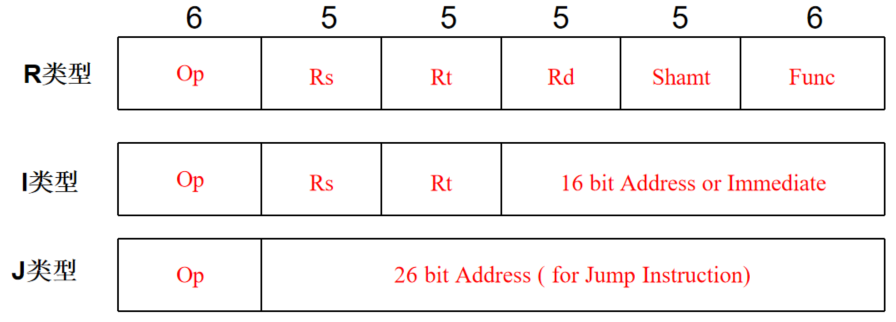 6 5 5 5 5 6
R类型 Op Rs Rt Rd Shamt Func
I类型 Op Rs Rt 16 bit Address or Immediate
J类型 Op 26 bit Address ( for Jump Instruction)